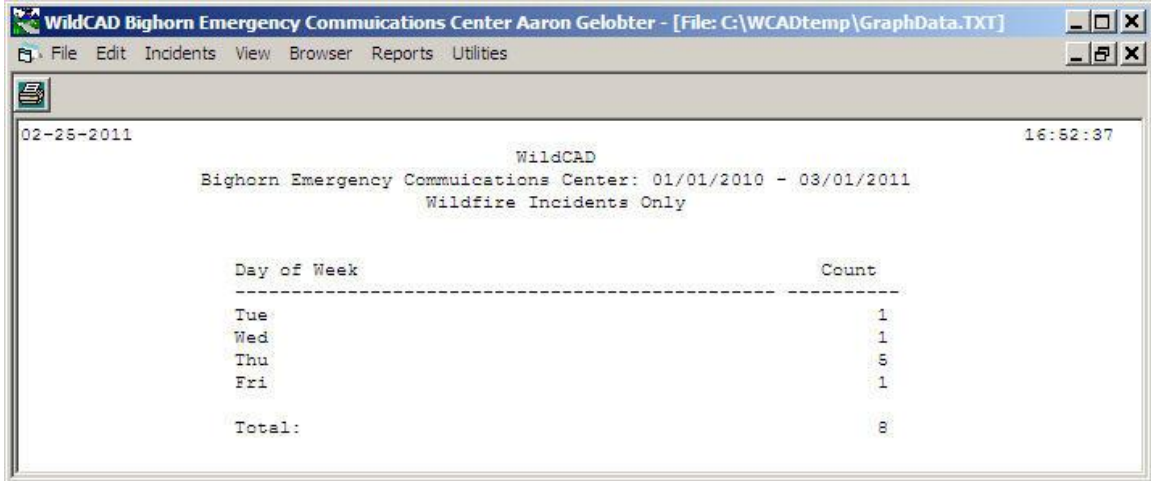 WildCAD Bighorn Emergency Commuications Center Aaron Gelobter - [File: C:\WCADtemp\GraphData.TXT]
File Edit Incidents View Browser Reports Utilities
02-25-2011 16:52:37
WildCAD
Bighorn Emergency Commuications Center: 01/01/2010 - 03/01/2011
Wildfire Incidents Only
Day of Week Count
------------------------------------------------ ----------
Tue 1
Wed 1
Thu 5
Fri 1
Total: 8